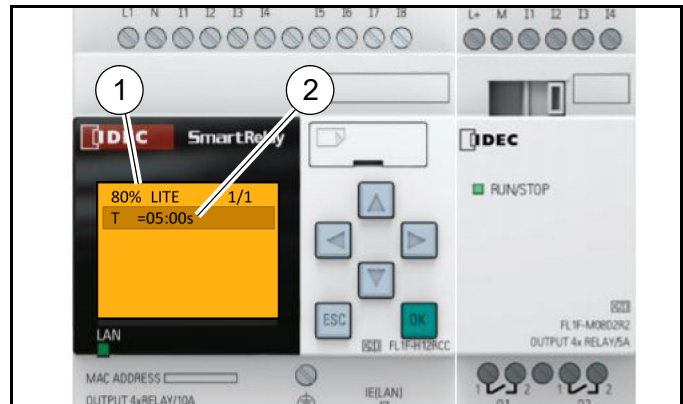 L1 N I1 I2 I3 I4 I5 I6 I7 I8
L+ M I1 I2 I3 I4
1 2
IDEC SmartRelay
IDEC
80% LITE 1/1
T =05:00s
RUN/STOP
ESC OK
LAN
FL1F-H12RCC
FL1F-M08D2R2
OUTPUT 4x RELAY/5A
MAC ADDRESS
OUTPUT 4xRELAY/10A
IE(LAN)
1 2 1 2
Q1 Q2